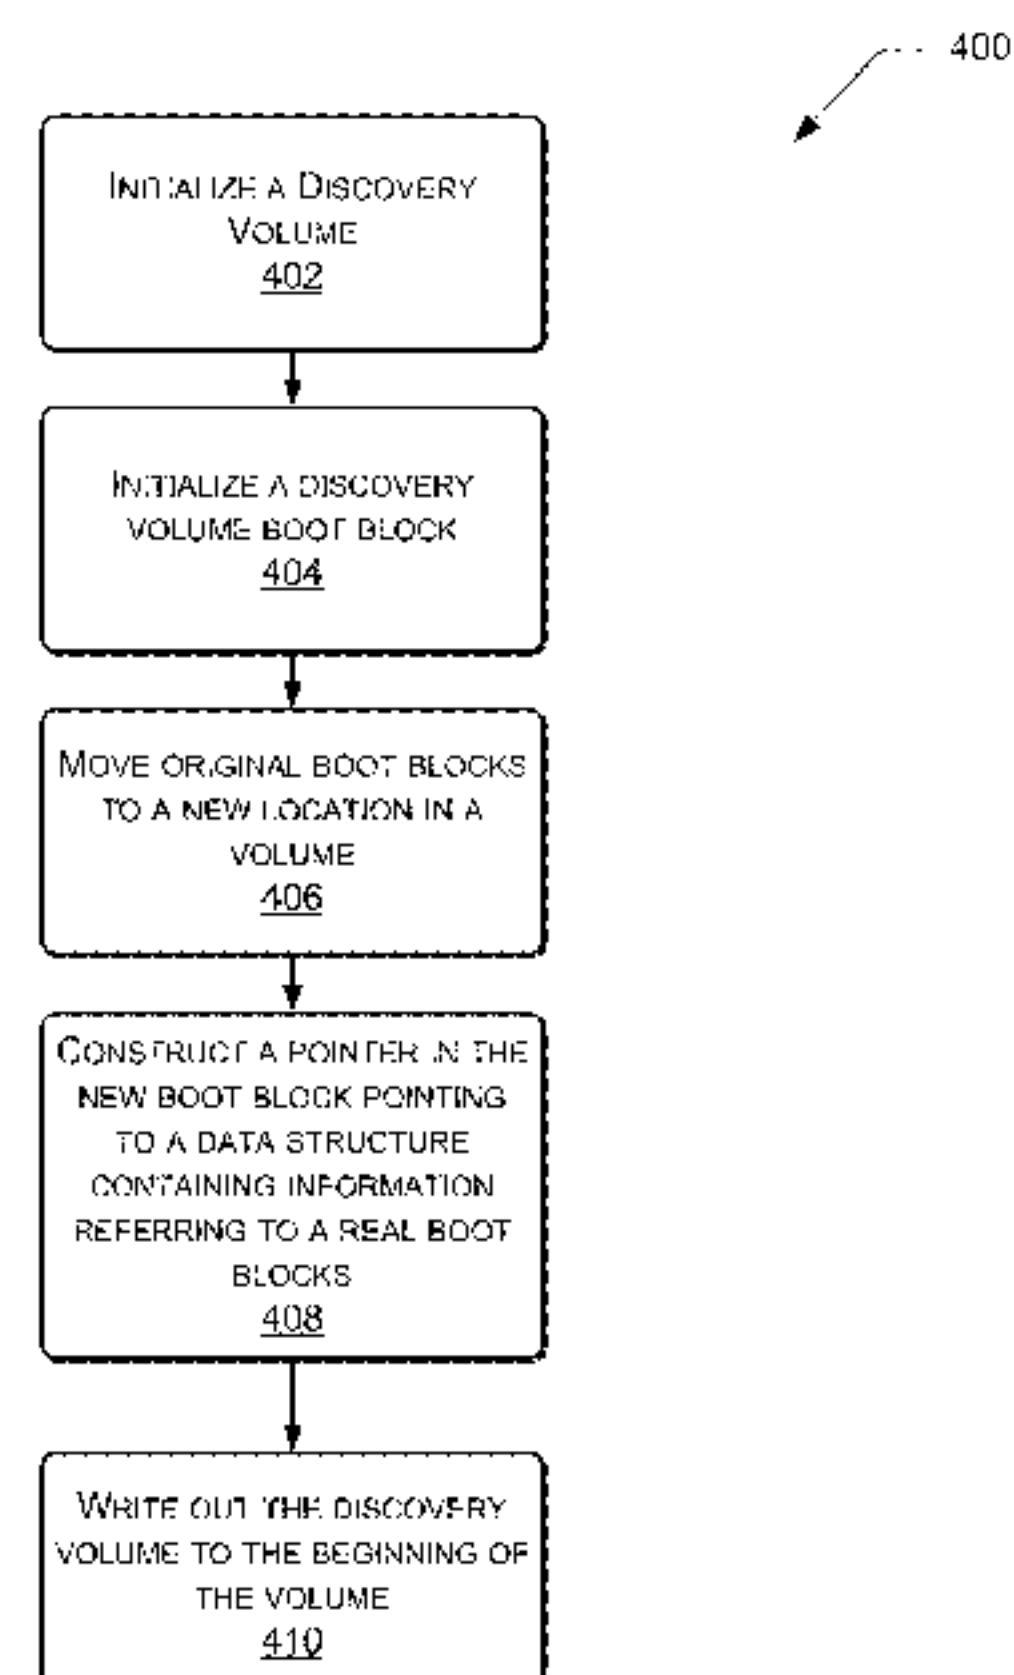 400
INITIALIZE A DISCOVERY
VOLUME
402
INITIALIZE A DISCOVERY
VOLUME BOOT BLOCK
404
MOVE ORIGINAL BOOT BLOCKS
TO A NEW LOCATION IN A
VOLUME
406
CONSTRUCT A POINTER IN THE
NEW BOOT BLOCK POINTING
TO A DATA STRUCTURE
CONTAINING INFORMATION
REFERRING TO A REAL BOOT
BLOCKS
408
WRITE OUT THE DISCOVERY
VOLUME TO THE BEGINNING OF
THE VOLUME
410